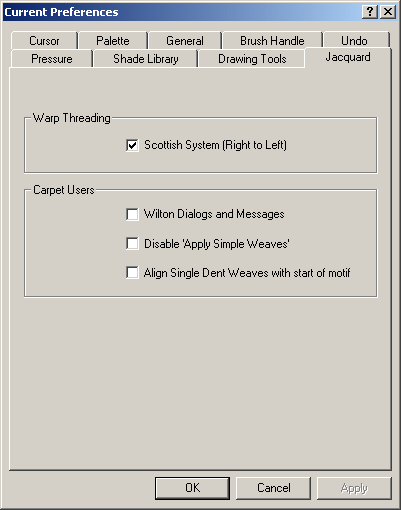 Current Preferences
Cursor Palette General Brush Handle Undo
Pressure Shade Library Drawing Tools Jacquard
Warp Threading
Scottish System (Right to Left)
Carpet Users
Wilton Dialogs and Messages
Disable 'Apply Simple Weaves'
Align Single Dent Weaves with start of motif
OK Cancel Apply